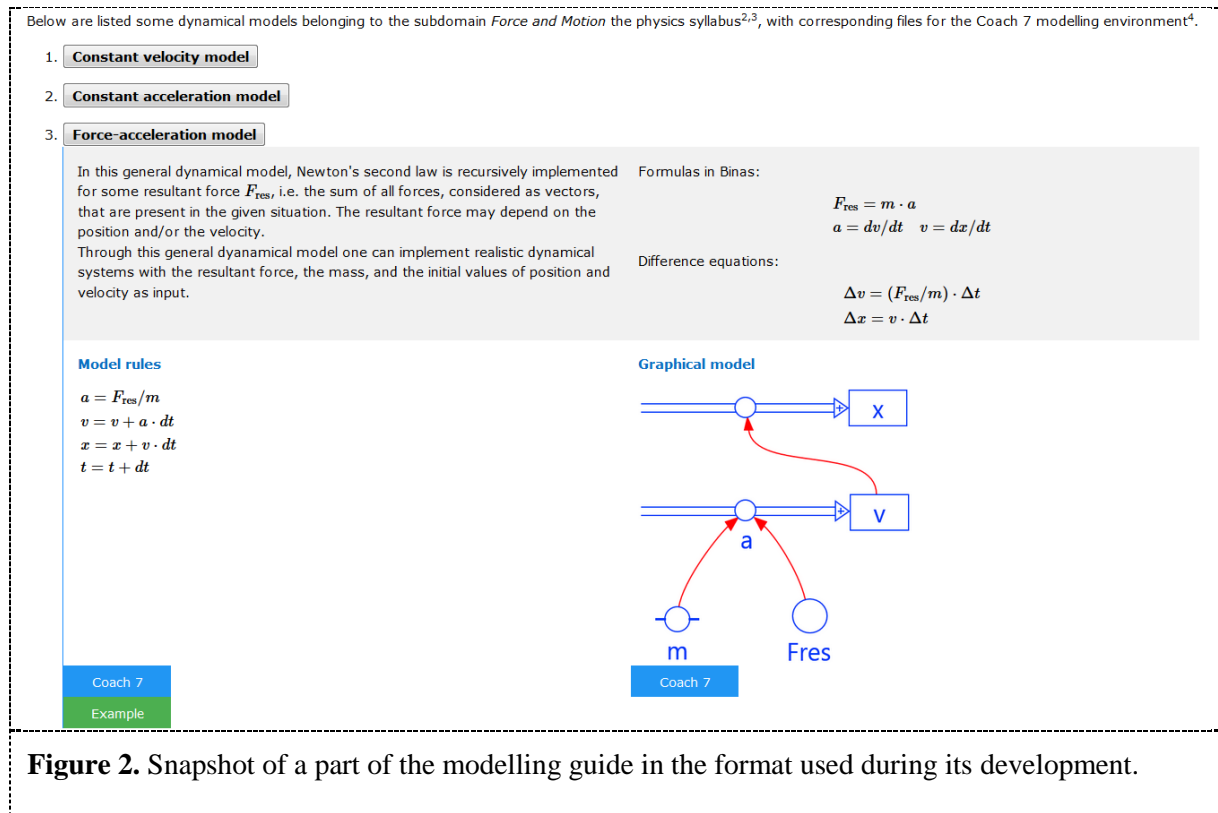 Below are listed some dynamical models belonging to the subdomain Force and Motion the physics syllabus2,3, with corresponding files for the Coach 7 modelling environment4.
1. Constant velocity model
2. Constant acceleration model
3. Force-acceleration model
In this general dynamical model, Newton's second law is recursively implemented
for some resultant force Fres, i.e. the sum of all forces, considered as vectors,
that are present in the given situation. The resultant force may depend on the
position and/or the velocity.
Through this general dyanamical model one can implement realistic dynamical
systems with the resultant force, the mass, and the initial values of position and
velocity as input.
Formulas in Binas:
Fres = m · a
a = dv/dt v = dx/dt
Difference equations:
Δv = (Fres/m) · Δt
Δx = v · Δt
Model rules
a = Fres/m
v = v + a · dt
x = x + v · dt
t = t + dt
Graphical model
x
v
a
m
Fres
Coach 7
Example
Coach 7
Figure 2. Snapshot of a part of the modelling guide in the format used during its development.